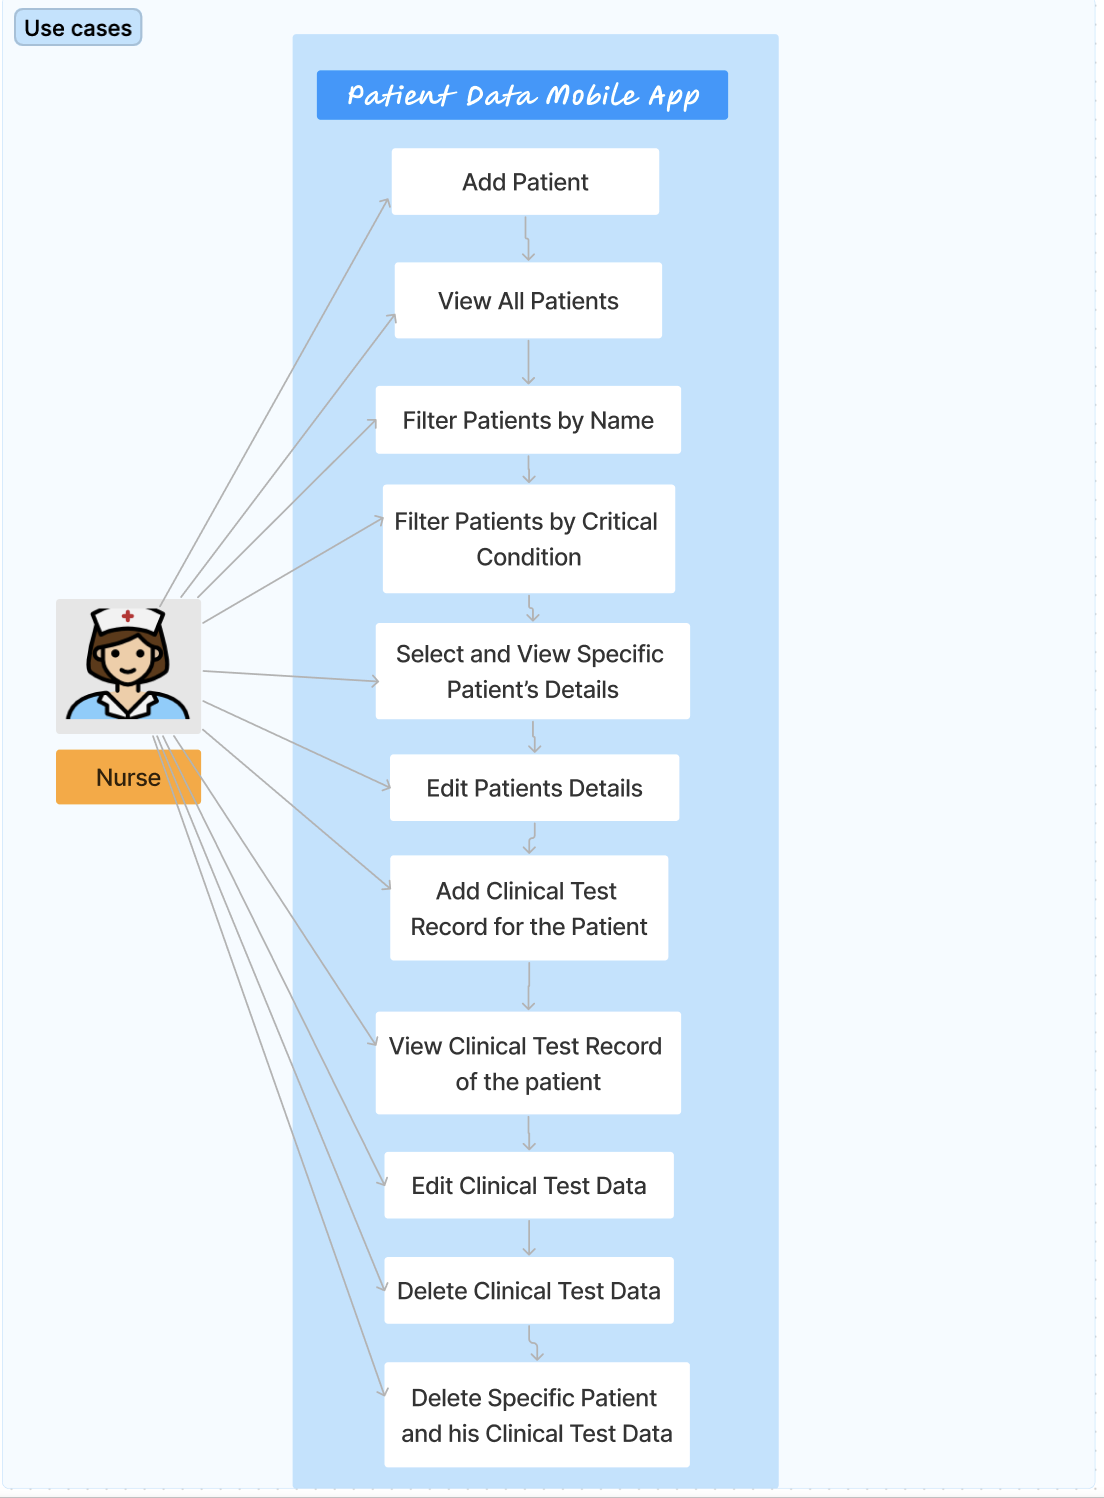 Use cases
Patient Data Mobile App
Add Patient
View All Patients
Filter Patients by Name
Filter Patients by Critical
Condition
Select and View Specific
Patient’s Details
Edit Patients Details
Add Clinical Test
Record for the Patient
View Clinical Test Record
of the patient
Edit Clinical Test Data
Delete Clinical Test Data
Delete Specific Patient
and his Clinical Test Data
Nurse